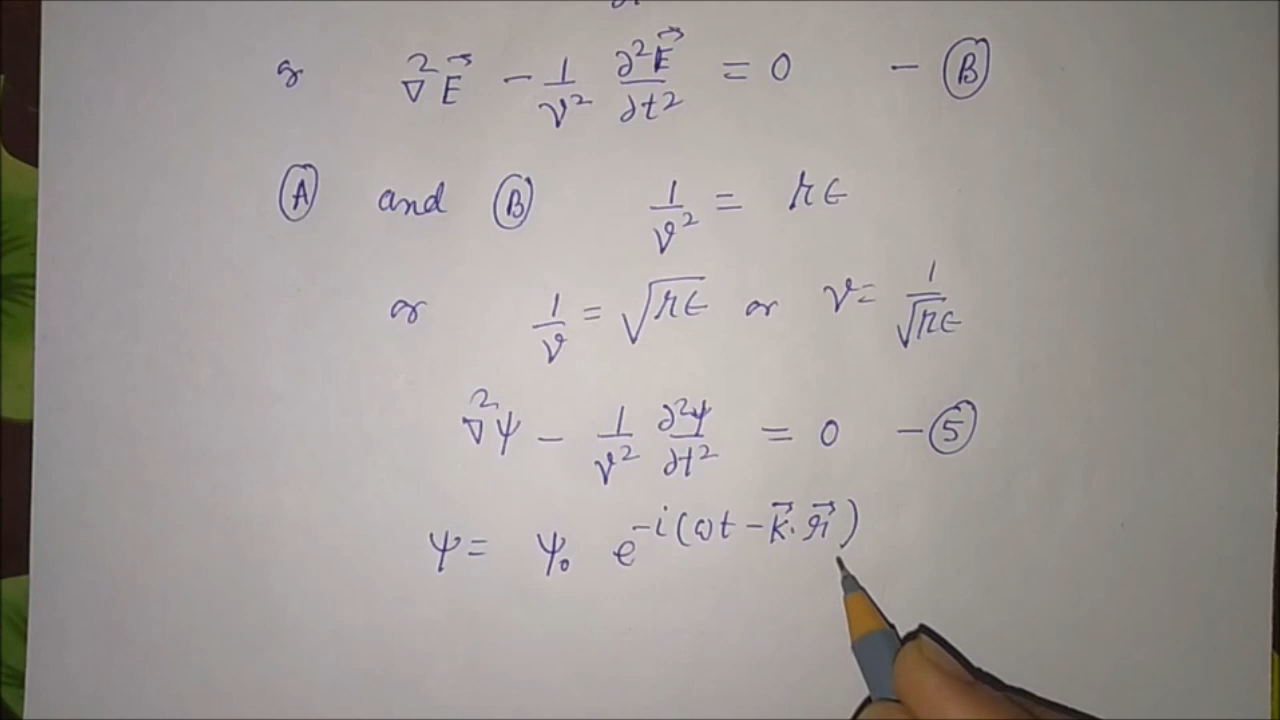 or ∇²E⃗ − 1/v² ∂²E⃗/∂t² = 0 − Ⓑ
Ⓐ and Ⓑ 1/v² = με
or 1/v = √με or v = 1/√με
∇²ψ − 1/v² ∂²ψ/∂t² = 0 − ⑤
ψ = ψ₀ e^{−i(ωt − k⃗·r⃗)}